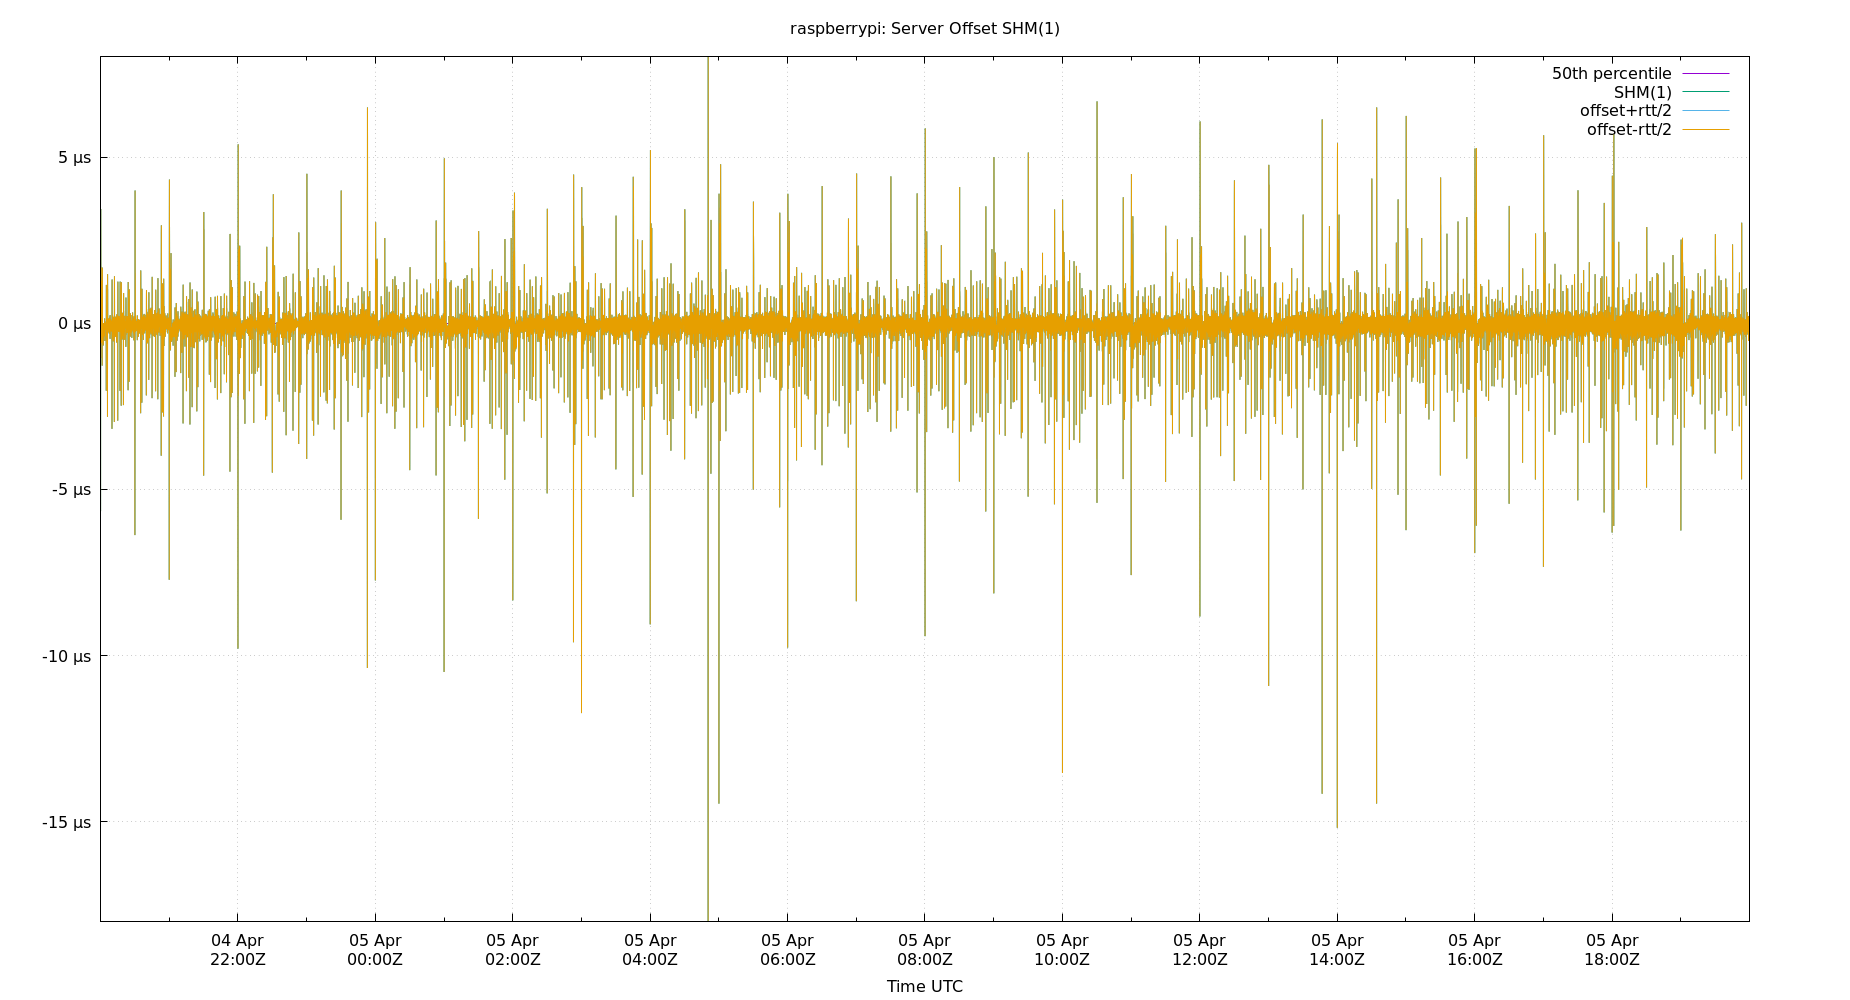 raspberrypi: Server Offset SHM(1)
50th percentile
SHM(1)
offset+rtt/2
offset-rtt/2
5 µs
0 µs
-5 µs
-10 µs
-15 µs
04 Apr 05 Apr 05 Apr 05 Apr 05 Apr 05 Apr 05 Apr 05 Apr 05 Apr 05 Apr 05 Apr
22:00Z 00:00Z 02:00Z 04:00Z 06:00Z 08:00Z 10:00Z 12:00Z 14:00Z 16:00Z 18:00Z
Time UTC